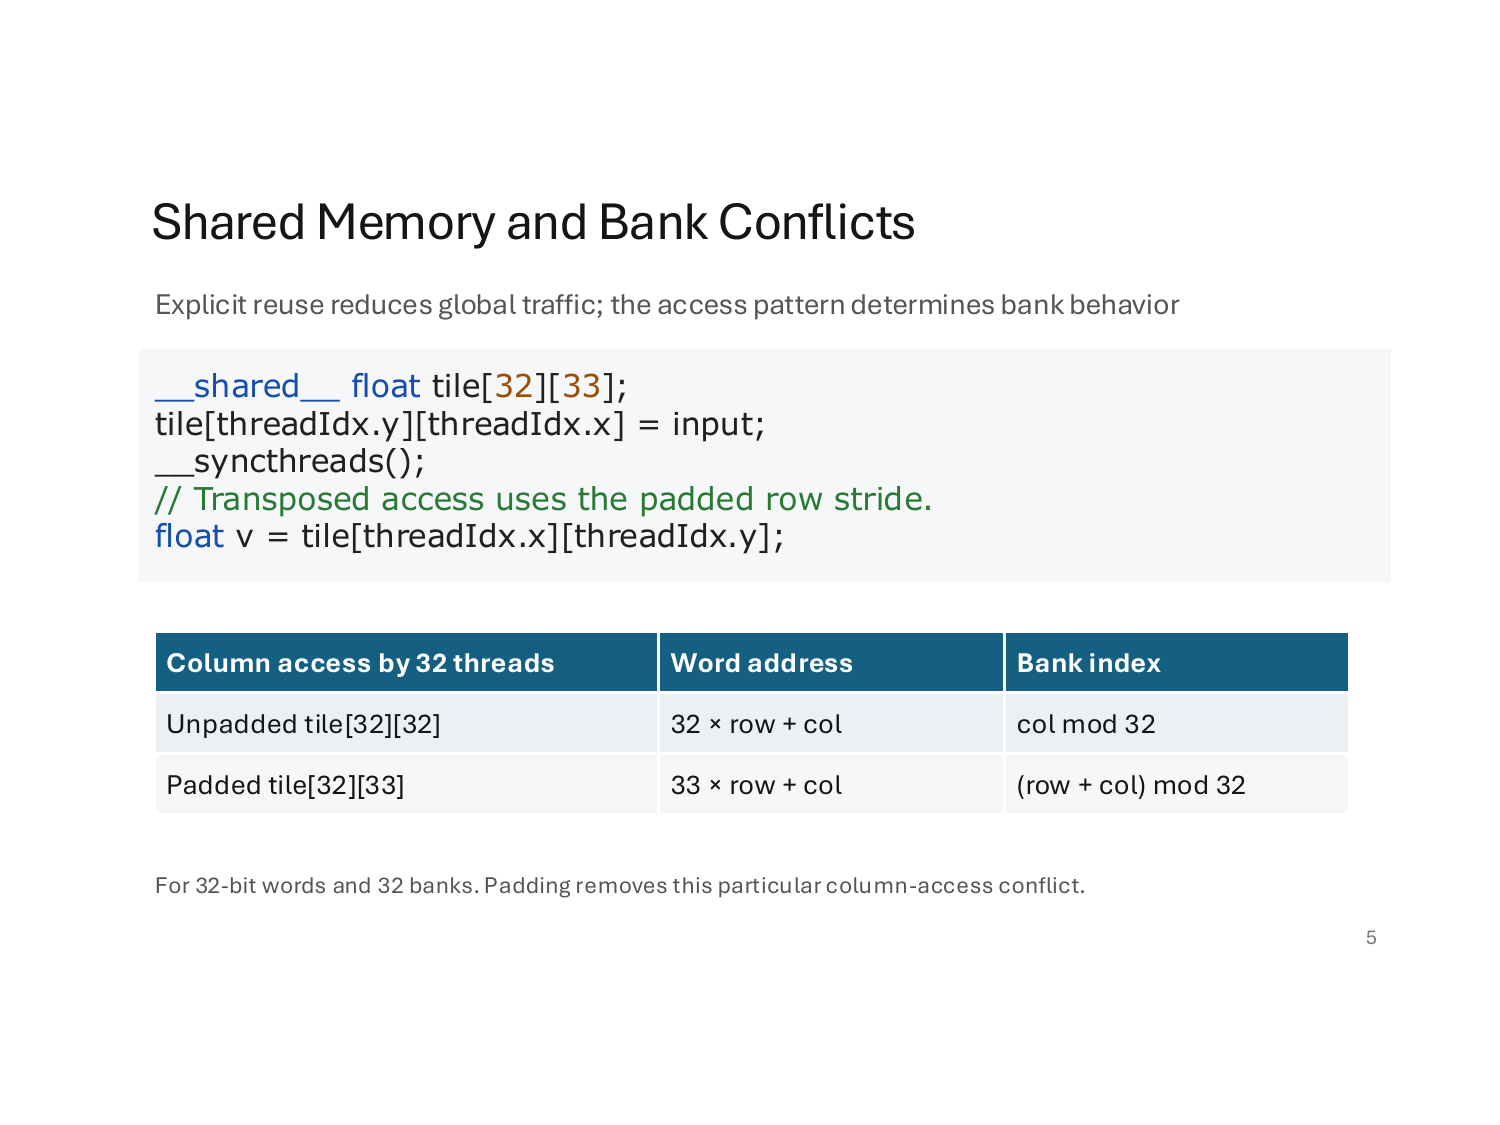 Shared Memory and Bank Conflicts
Explicit reuse reduces global traffic; the access pattern determines bank behavior
__shared__ float tile[32][33];
tile[threadIdx.y][threadIdx.x] = input;
__syncthreads();
// Transposed access uses the padded row stride.
float v = tile[threadIdx.x][threadIdx.y];
Column access by 32 threads Word address Bank index
Unpadded tile[32][32] 32 × row + col col mod 32
Padded tile[32][33] 33 × row + col (row + col) mod 32
For 32-bit words and 32 banks. Padding removes this particular column-access conflict.
5